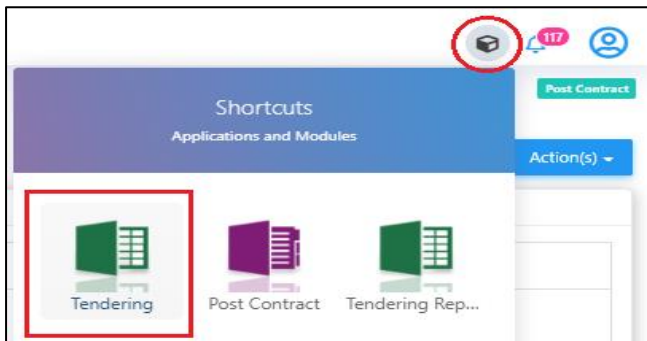 117
Shortcuts
Applications and Modules
Post Contract
Action(s)
Tendering
Post Contract
Tendering Rep...